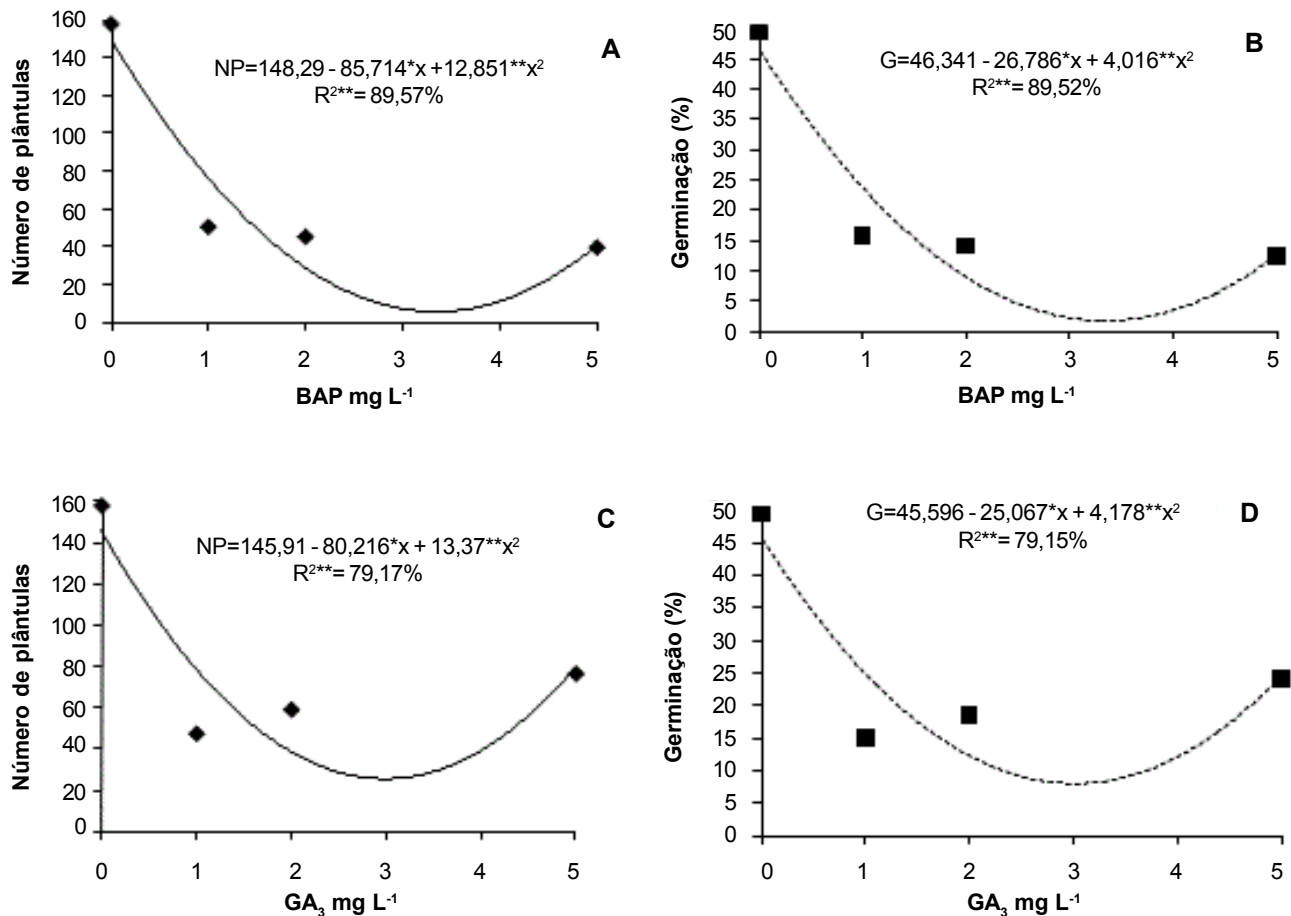 A
NP=148,29 - 85,714*x +12,851**x²
R²**= 89,57%
Número de plântulas
160
140
120
100
80
60
40
20
0
0 1 2 3 4 5
BAP mg L⁻¹
B
G=46,341 - 26,786*x + 4,016**x²
R²**= 89,52%
Germinação (%)
50
45
40
35
30
25
20
15
10
5
0
0 1 2 3 4 5
BAP mg L⁻¹
C
NP=145,91 - 80,216*x + 13,37**x²
R²**= 79,17%
Número de plântulas
160
140
120
100
80
60
40
20
0
0 1 2 3 4 5
GA₃ mg L⁻¹
D
G=45,596 - 25,067*x + 4,178**x²
R²**= 79,15%
Germinação (%)
50
45
40
35
30
25
20
15
10
5
0
0 1 2 3 4 5
GA₃ mg L⁻¹